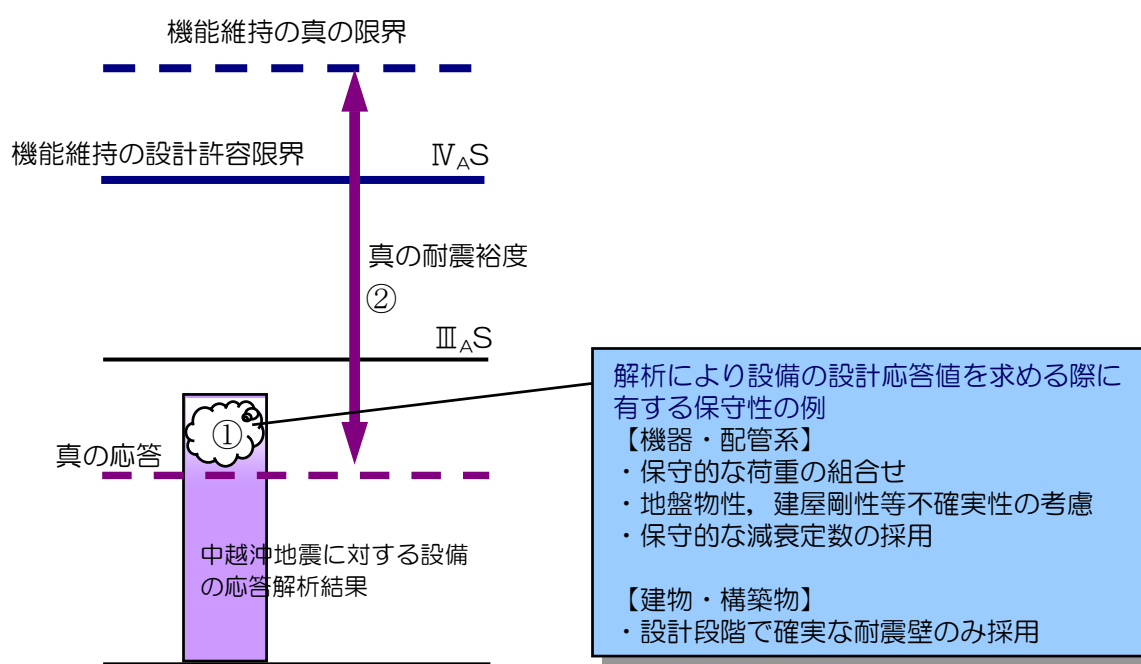 機能維持の真の限界
機能維持の設計許容限界
ⅣAS
真の耐震裕度
②
ⅢAS
①
真の応答
中越沖地震に対する設備
の応答解析結果
解析により設備の設計応答値を求める際に
有する保守性の例
【機器・配管系】
・保守的な荷重の組合せ
・地盤物性，建屋剛性等不確実性の考慮
・保守的な減衰定数の採用
【建物・構築物】
・設計段階で確実な耐震壁のみ採用